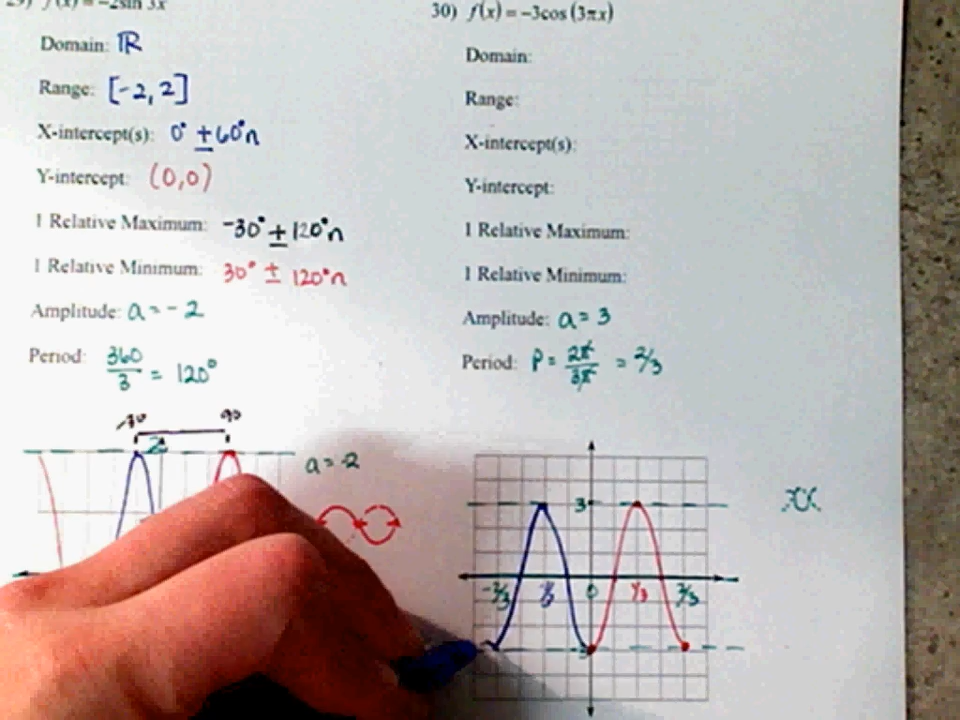 29) f(x) = -2sin 3x
Domain: ℝ
Range: [-2, 2]
X-intercept(s): 0° ± 60°n
Y-intercept: (0,0)
1 Relative Maximum: -30° ± 120°n
1 Relative Minimum: 30° ± 120°n
Amplitude: a = -2
Period: 360/3 = 120°
-30 90
2
a = -2
30) f(x) = -3cos (3πx)
Domain:
Range:
X-intercept(s):
Y-intercept:
1 Relative Maximum:
1 Relative Minimum:
Amplitude: a = 3
Period: P = 2π/3π = 2/3
3
-2/3 0 1/3 2/3